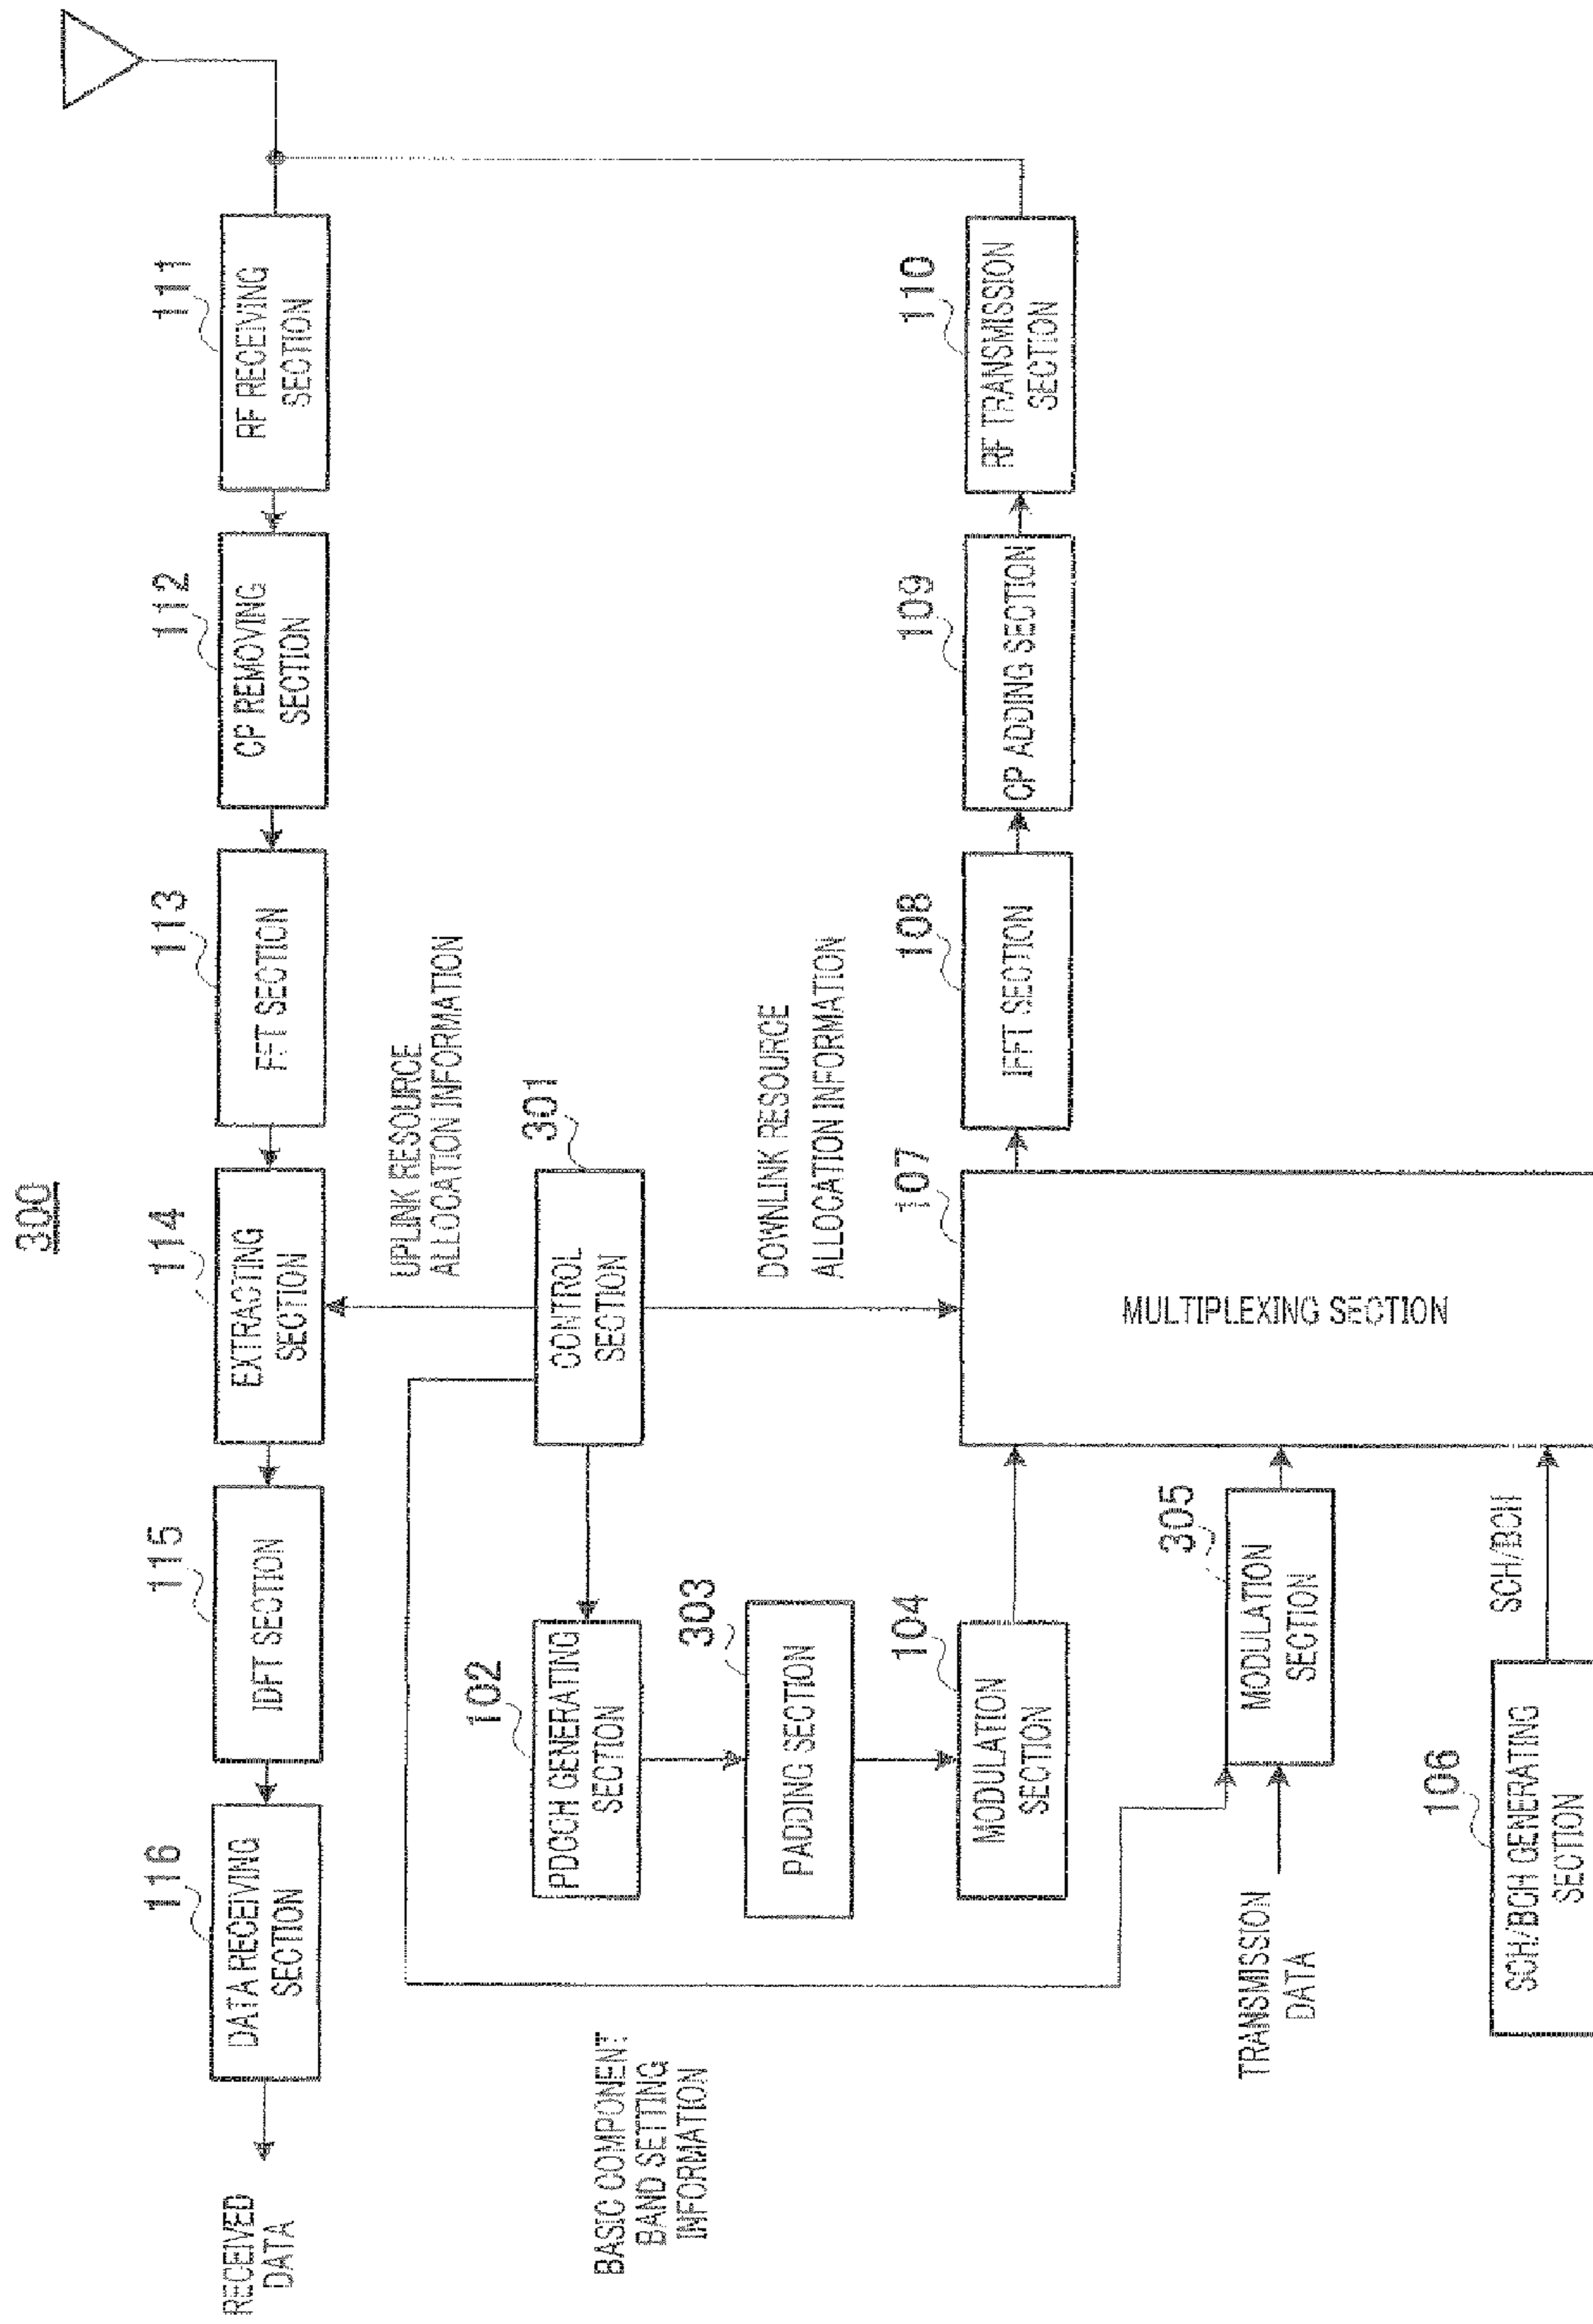 300
RECEIVED
DATA
116
DATA RECEIVING
SECTION
115
IDFT SECTION
114
EXTRACTING
SECTION
113
FFT SECTION
112
CP REMOVING
SECTION
111
RF RECEIVING
SECTION
UPLINK RESOURCE
ALLOCATION INFORMATION
301
CONTROL
SECTION
BASIC COMPONENT
BAND SETTING
INFORMATION
102
PDCCH GENERATING
SECTION
303
PADDING SECTION
104
MODULATION
SECTION
DOWNLINK RESOURCE
ALLOCATION INFORMATION
107
MULTIPLEXING SECTION
108
IFFT SECTION
109
CP ADDING SECTION
110
RF TRANSMISSION
SECTION
TRANSMISSION
DATA
305
MODULATION
SECTION
106
SCH/BCH GENERATING
SECTION
SCH/BCH